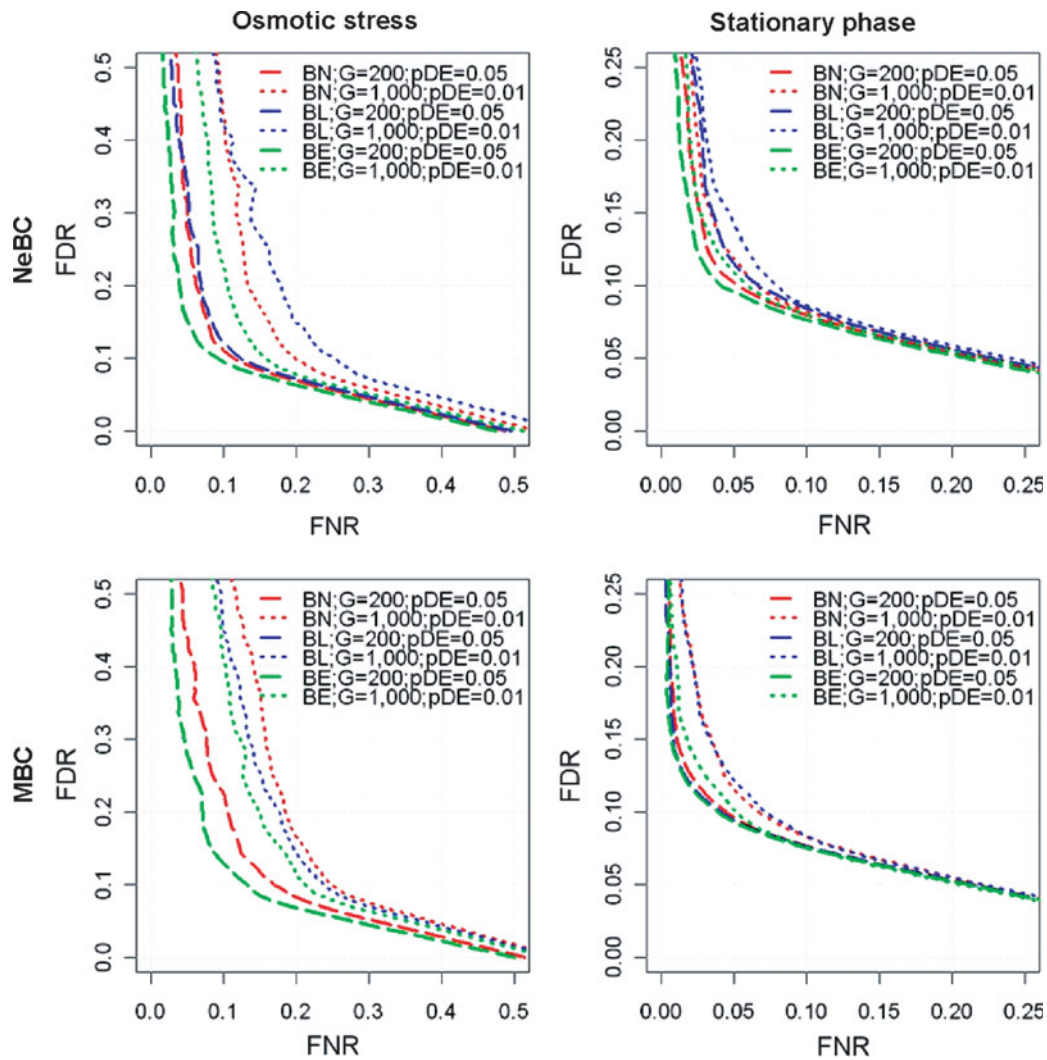 Osmotic stress
Stationary phase
NeBC
FDR
0.5
0.4
0.3
0.2
0.1
0.0
BN;G=200;pDE=0.05
BN;G=1,000;pDE=0.01
BL;G=200;pDE=0.05
BL;G=1,000;pDE=0.01
BE;G=200;pDE=0.05
BE;G=1,000;pDE=0.01
0.0 0.1 0.2 0.3 0.4 0.5
FNR
FDR
0.25
0.20
0.15
0.10
0.05
0.00
BN;G=200;pDE=0.05
BN;G=1,000;pDE=0.01
BL;G=200;pDE=0.05
BL;G=1,000;pDE=0.01
BE;G=200;pDE=0.05
BE;G=1,000;pDE=0.01
0.00 0.05 0.10 0.15 0.20 0.25
FNR
MBC
FDR
0.5
0.4
0.3
0.2
0.1
0.0
BN;G=200;pDE=0.05
BN;G=1,000;pDE=0.01
BL;G=200;pDE=0.05
BL;G=1,000;pDE=0.01
BE;G=200;pDE=0.05
BE;G=1,000;pDE=0.01
0.0 0.1 0.2 0.3 0.4 0.5
FNR
FDR
0.25
0.20
0.15
0.10
0.05
0.00
BN;G=200;pDE=0.05
BN;G=1,000;pDE=0.01
BL;G=200;pDE=0.05
BL;G=1,000;pDE=0.01
BE;G=200;pDE=0.05
BE;G=1,000;pDE=0.01
0.00 0.05 0.10 0.15 0.20 0.25
FNR